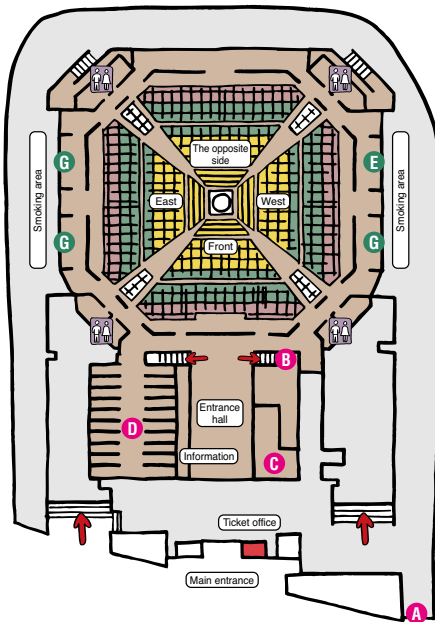 The opposite
side
G
E
Smoking area
East
West
Smoking area
G
Front
G
B
Entrance
hall
D
Information
C
Ticket office
Main entrance
A